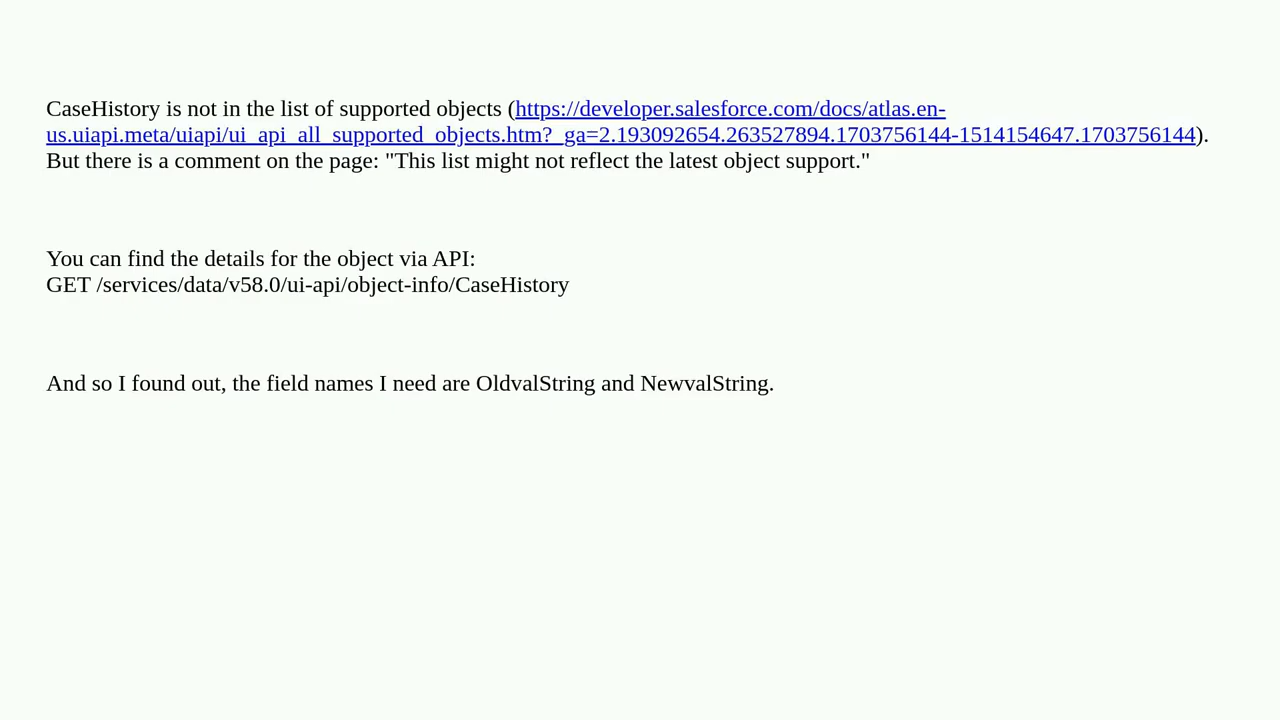 CaseHistory is not in the list of supported objects (https://developer.salesforce.com/docs/atlas.en-
us.uiapi.meta/uiapi/ui_api_all_supported_objects.htm?_ga=2.193092654.263527894.1703756144-1514154647.1703756144).
But there is a comment on the page: "This list might not reflect the latest object support."
You can find the details for the object via API:
GET /services/data/v58.0/ui-api/object-info/CaseHistory
And so I found out, the field names I need are OldvalString and NewvalString.